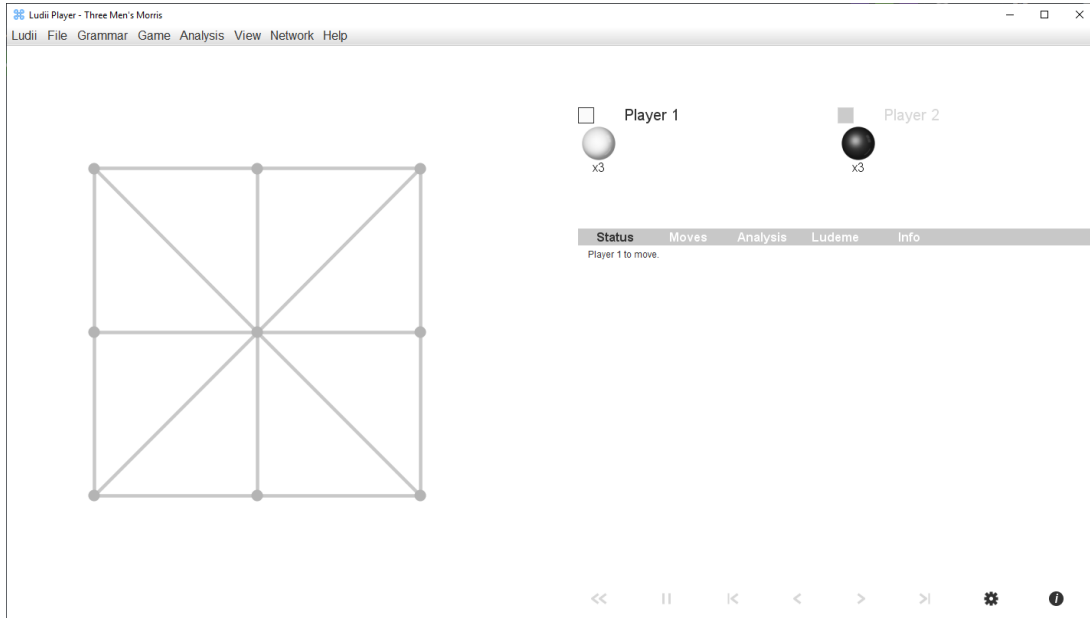 Ludii Player - Three Men's Morris
Ludii File Grammar Game Analysis View Network Help
Player 1 Player 2
x3 x3
Status Moves Analysis Ludeme Info
Player 1 to move.